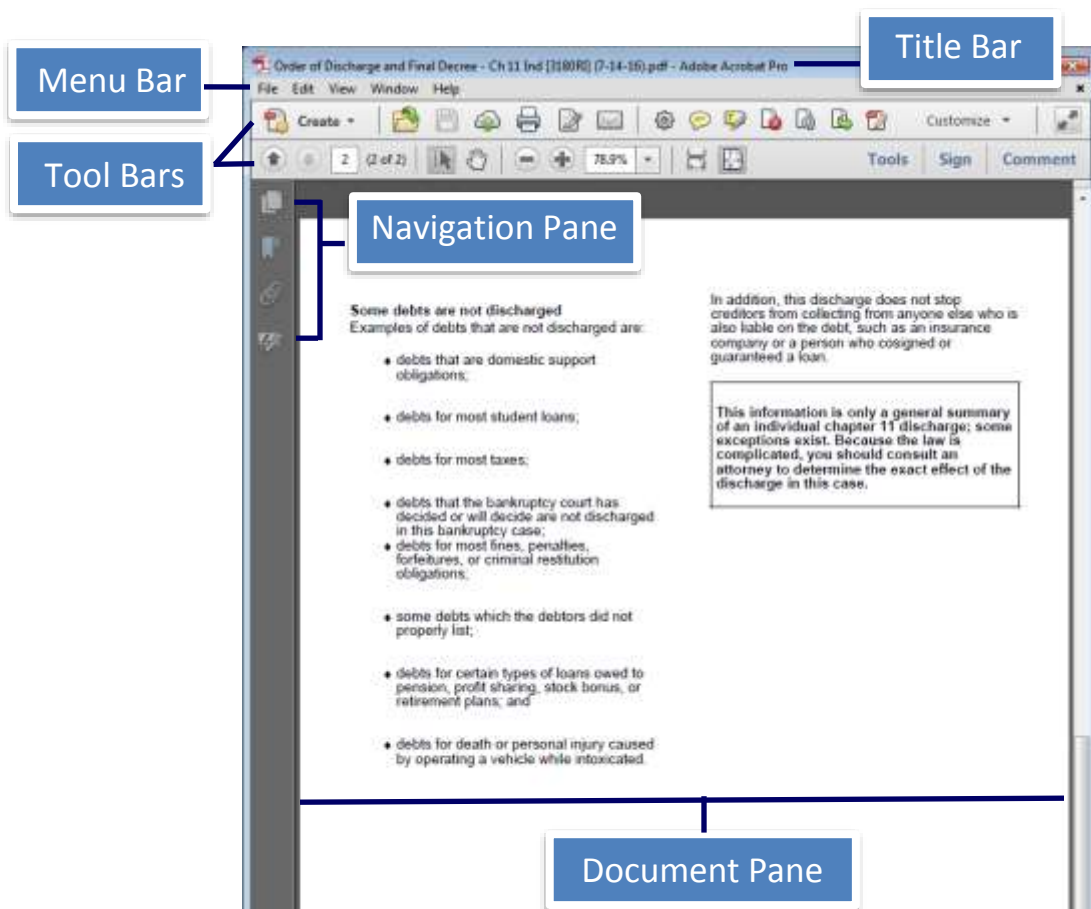 Title Bar
Menu Bar
Order of Discharge and Final Decree - Ch 11 Ind [3180RI] (7-14-16).pdf - Adobe Acrobat Pro
File Edit View Window Help
Create Customize
Tool Bars
2 (2 of 2) 78.9% Tools Sign Comment
Navigation Pane
Some debts are not discharged
Examples of debts that are not discharged are:
• debts that are domestic support
obligations;
• debts for most student loans;
• debts for most taxes;
• debts that the bankruptcy court has
decided or will decide are not discharged
in this bankruptcy case;
• debts for most fines, penalties,
forfeitures, or criminal restitution
obligations;
• some debts which the debtors did not
properly list;
• debts for certain types of loans owed to
pension, profit sharing, stock bonus, or
retirement plans; and
• debts for death or personal injury caused
by operating a vehicle while intoxicated.
In addition, this discharge does not stop
creditors from collecting from anyone else who is
also liable on the debt, such as an insurance
company or a person who cosigned or
guaranteed a loan.
This information is only a general summary
of an individual chapter 11 discharge; some
exceptions exist. Because the law is
complicated, you should consult an
attorney to determine the exact effect of the
discharge in this case.
Document Pane